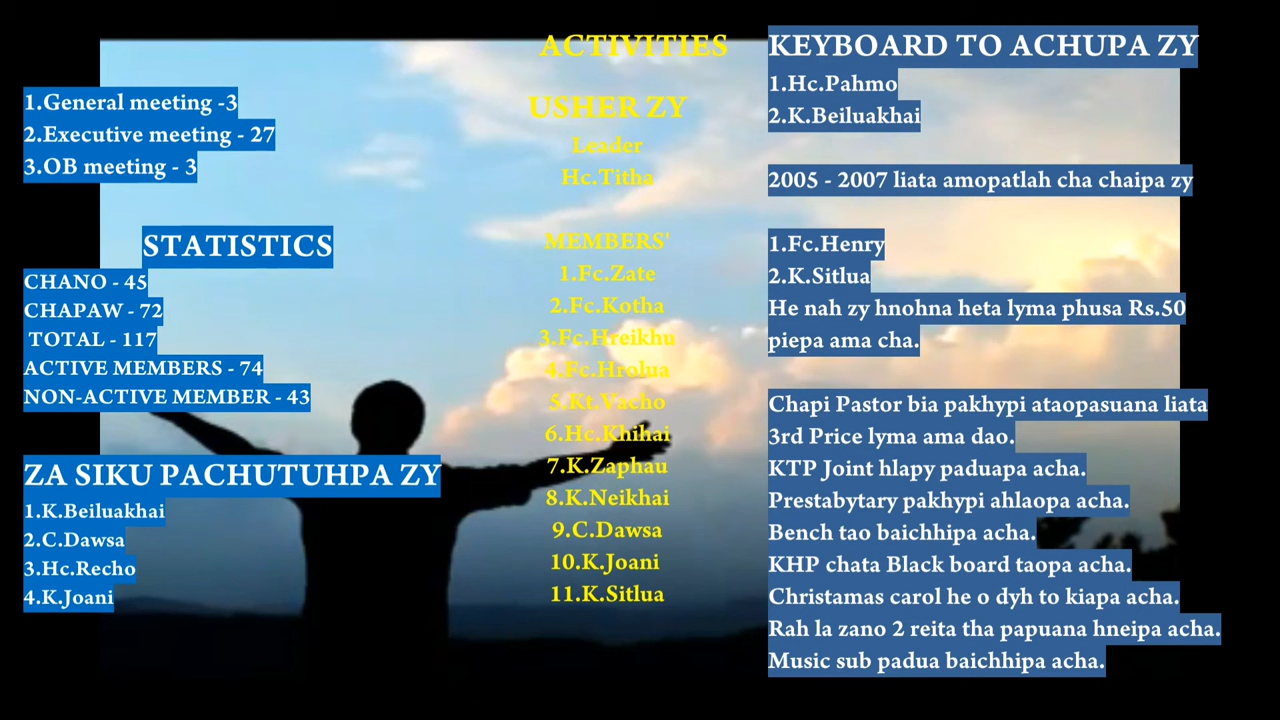 1.General meeting -3
2.Executive meeting - 27
3.OB meeting - 3
STATISTICS
CHANO - 45
CHAPAW - 72
TOTAL - 117
ACTIVE MEMBERS - 74
NON-ACTIVE MEMBER - 43
ZA SIKU PACHUTUHPA ZY
1.K.Beiluakhai
2.C.Dawsa
3.Hc.Recho
4.K.Joani
ACTIVITIES
USHER ZY
Leader
Hc.Titha
MEMBERS'
1.Fc.Zate
2.Fc.Kotha
3.Fc.Hreikhu
4.Fc.Hrolua
5.Kt.Vacho
6.Hc.Khihai
7.K.Zaphau
8.K.Neikhai
9.C.Dawsa
10.K.Joani
11.K.Sitlua
KEYBOARD TO ACHUPA ZY
1.Hc.Pahmo
2.K.Beiluakhai
2005 - 2007 liata amopatlah cha chaipa zy
1.Fc.Henry
2.K.Sitlua
He nah zy hnohna heta lyma phusa Rs.50
piepa ama cha.
Chapi Pastor bia pakhypi ataopasuana liata
3rd Price lyma ama dao.
KTP Joint hlapy paduapa acha.
Prestabytary pakhypi ahlaopa acha.
Bench tao baichhipa acha.
KHP chata Black board taopa acha.
Christamas carol he o dyh to kiapa acha.
Rah la zano 2 reita tha papuana hneipa acha.
Music sub padua baichhipa acha.